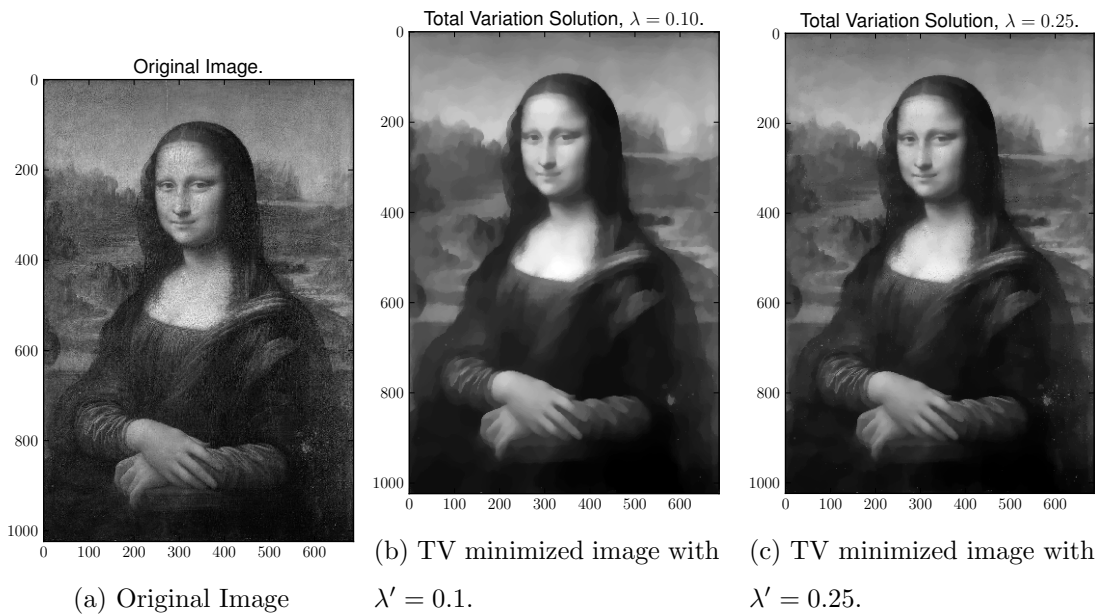 Original Image.
0
200
400
600
800
1000
0 100 200 300 400 500 600
(a) Original Image
Total Variation Solution, λ = 0.10.
0
200
400
600
800
1000
0 100 200 300 400 500 600
(b) TV minimized image with
λ′ = 0.1.
Total Variation Solution, λ = 0.25.
0
200
400
600
800
1000
0 100 200 300 400 500 600
(c) TV minimized image with
λ′ = 0.25.